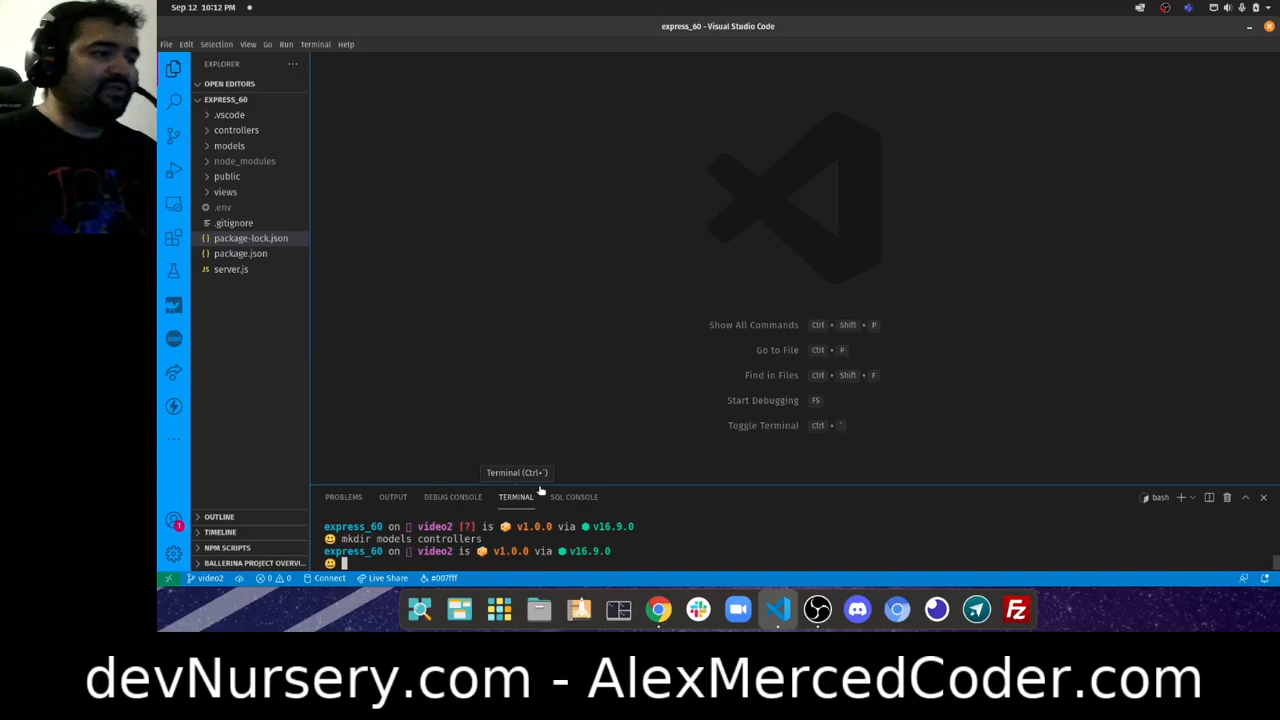 Sep 12 10:12 PM
express_60 - Visual Studio Code
File Edit Selection View Go Run Terminal Help
EXPLORER
OPEN EDITORS
EXPRESS_60
.vscode
controllers
models
node_modules
public
views
.env
.gitignore
package-lock.json
package.json
server.js
OUTLINE
TIMELINE
NPM SCRIPTS
BALLERINA PROJECT OVERVI...
Show All Commands Ctrl + Shift + P
Go to File Ctrl + P
Find in Files Ctrl + Shift + F
Start Debugging F5
Toggle Terminal Ctrl + `
Terminal (Ctrl+`)
PROBLEMS OUTPUT DEBUG CONSOLE TERMINAL SQL CONSOLE
bash
express_60 on video2 [?] is 📦 v1.0.0 via v16.9.0
😃 mkdir models controllers
express_60 on video2 is 📦 v1.0.0 via v16.9.0
😃
video2 0 0 Connect Live Share #007fff
devNursery.com - AlexMercedCoder.com